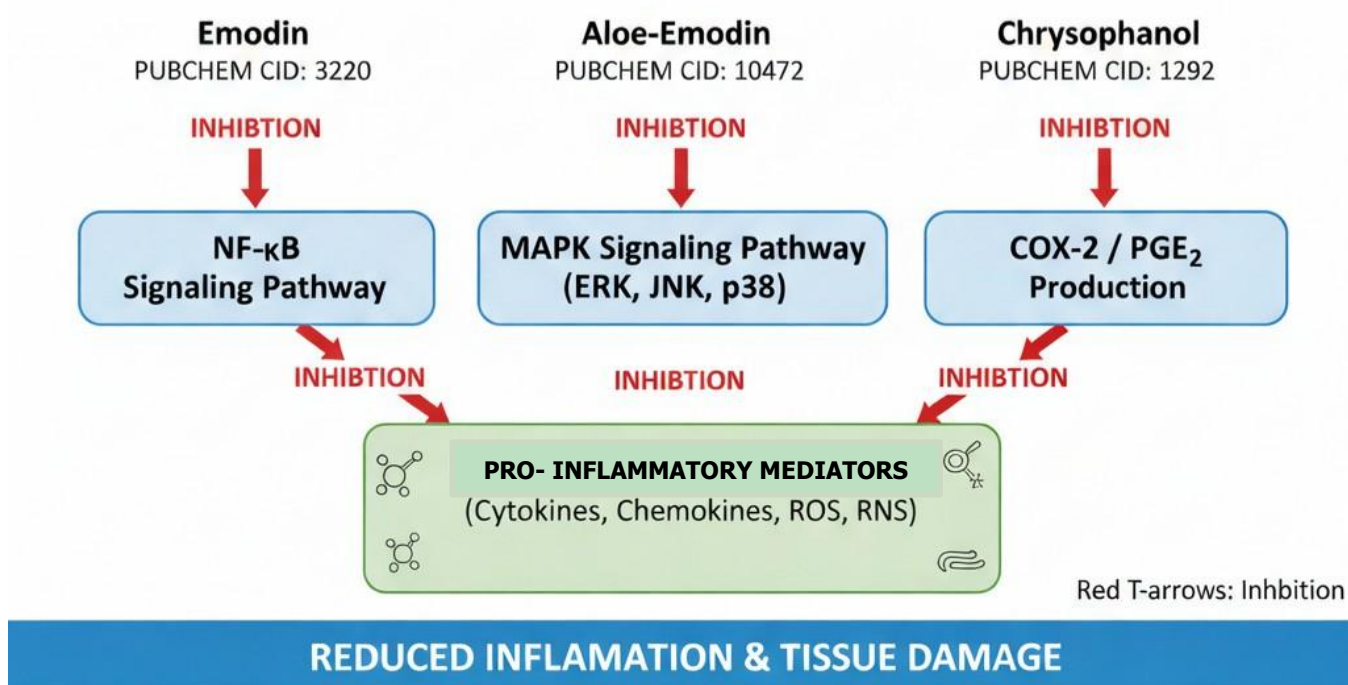 Emodin
PUBCHEM CID: 3220
Aloe-Emodin
PUBCHEM CID: 10472
Chrysophanol
PUBCHEM CID: 1292
INHIBTION
INHIBTION
INHIBTION
NF-κB
Signaling Pathway
MAPK Signaling Pathway
(ERK, JNK, p38)
COX-2 / PGE₂
Production
INHIBTION
INHIBTION
INHIBTION
PRO- INFLAMMATORY MEDIATORS
(Cytokines, Chemokines, ROS, RNS)
Red T-arrows: Inhbition
REDUCED INFLAMATION & TISSUE DAMAGE